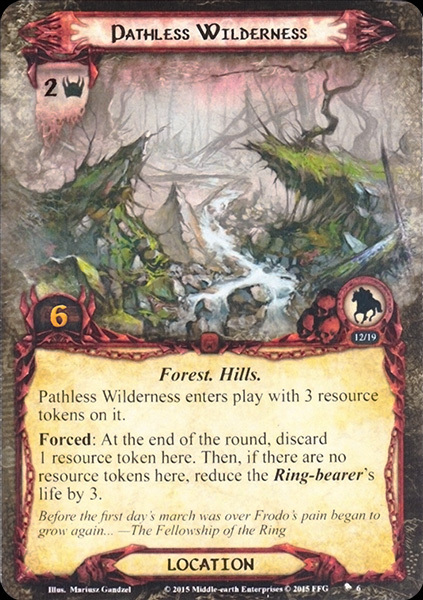 Pathless Wilderness
2
6
12/19
Forest. Hills.
Pathless Wilderness enters play with 3 resource
tokens on it.
Forced: At the end of the round, discard
1 resource token here. Then, if there are no
resource tokens here, reduce the Ring-bearer's
life by 3.
Before the first day's march was over Frodo's pain began to
grow again... —The Fellowship of the Ring
Location
Illus. Mariusz Gandzel © 2015 Middle-earth Enterprises © 2015 FFG 6